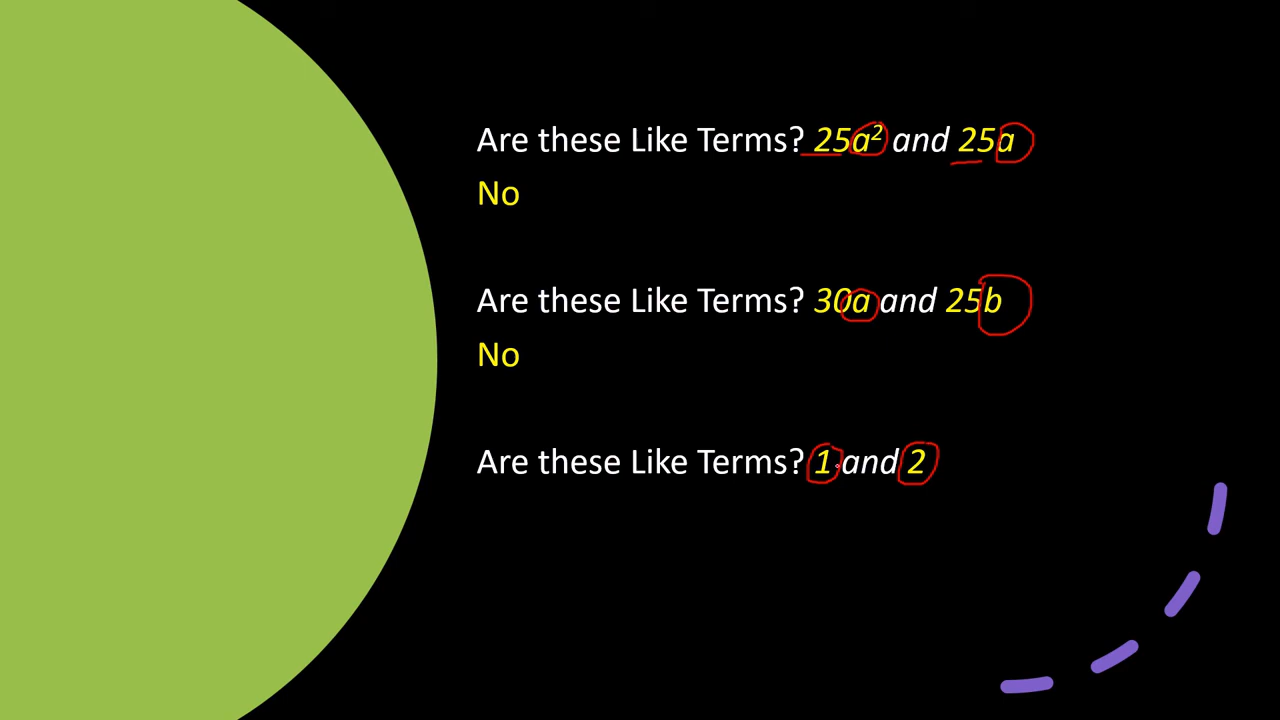 Are these Like Terms? 25a² and 25a
No
Are these Like Terms? 30a and 25b
No
Are these Like Terms? 1 and 2